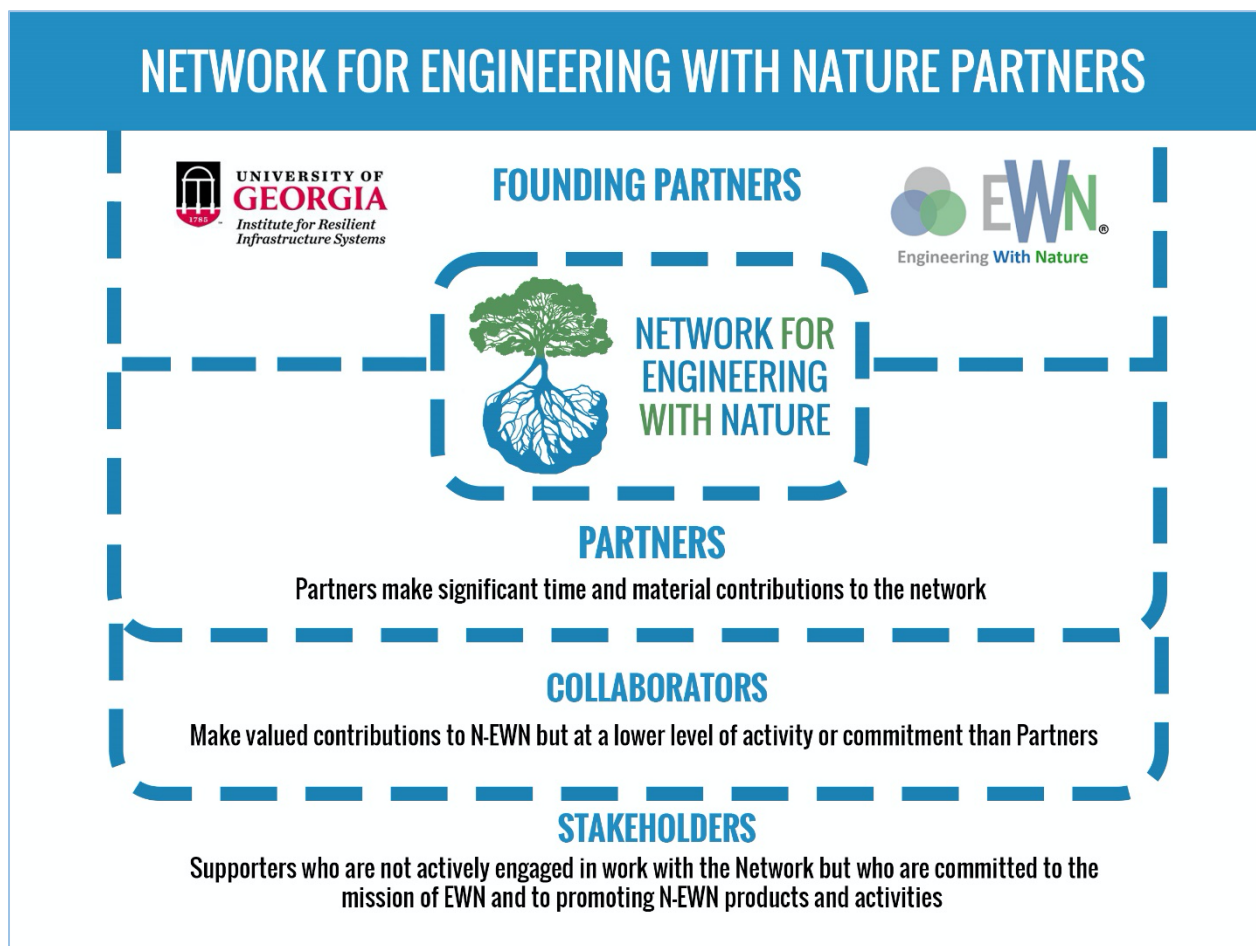 NETWORK FOR ENGINEERING WITH NATURE PARTNERS
UNIVERSITY OF
GEORGIA
Institute for Resilient
Infrastructure Systems
1785
FOUNDING PARTNERS
EWN®
Engineering With Nature
NETWORK FOR
ENGINEERING
WITH NATURE
PARTNERS
Partners make significant time and material contributions to the network
COLLABORATORS
Make valued contributions to N-EWN but at a lower level of activity or commitment than Partners
STAKEHOLDERS
Supporters who are not actively engaged in work with the Network but who are committed to the
mission of EWN and to promoting N-EWN products and activities